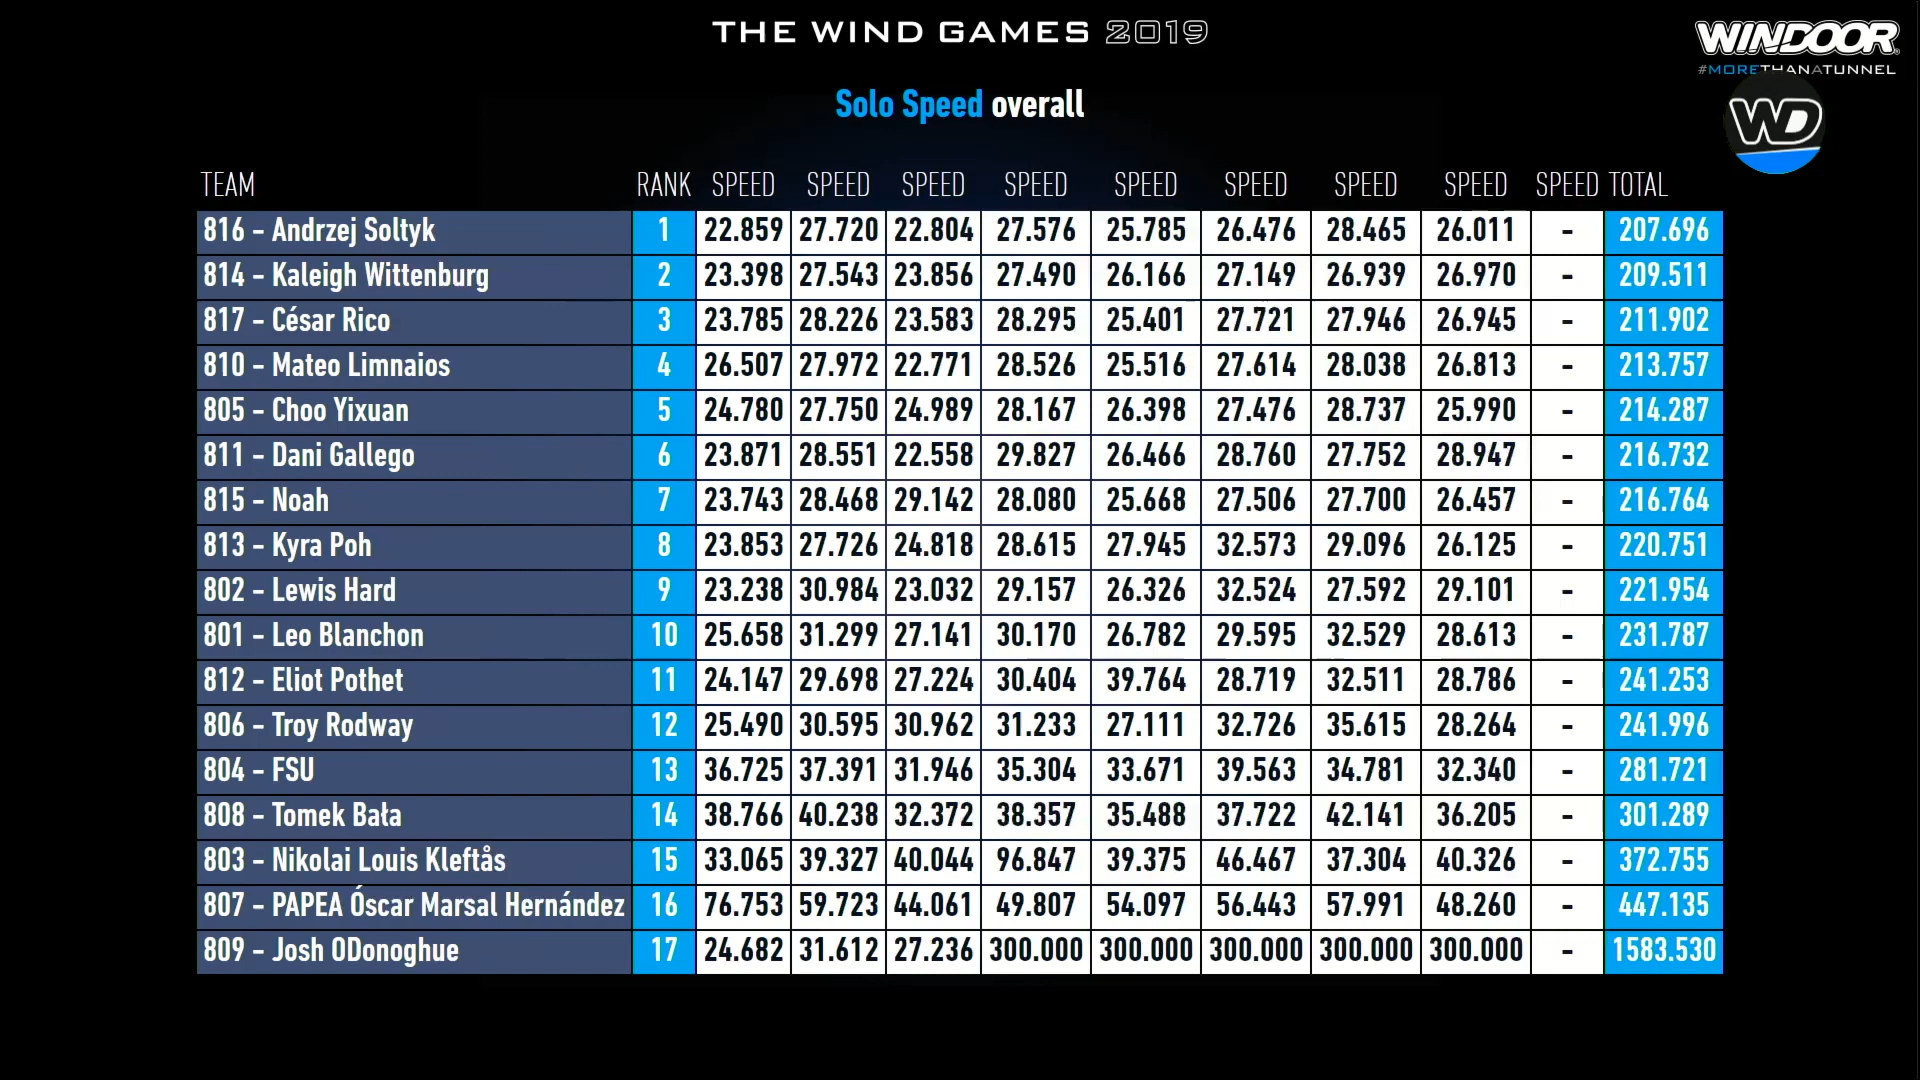 THE WIND GAMES 2019
WINDOOR
#MORETHANATUNNEL
WD
Solo Speed overall
TEAM RANK SPEED SPEED SPEED SPEED SPEED SPEED SPEED SPEED SPEED TOTAL
816 - Andrzej Soltyk 1 22.859 27.720 22.804 27.576 25.785 26.476 28.465 26.011 - 207.696
814 - Kaleigh Wittenburg 2 23.398 27.543 23.856 27.490 26.166 27.149 26.939 26.970 - 209.511
817 - César Rico 3 23.785 28.226 23.583 28.295 25.401 27.721 27.946 26.945 - 211.902
810 - Mateo Limnaios 4 26.507 27.972 22.771 28.526 25.516 27.614 28.038 26.813 - 213.757
805 - Choo Yixuan 5 24.780 27.750 24.989 28.167 26.398 27.476 28.737 25.990 - 214.287
811 - Dani Gallego 6 23.871 28.551 22.558 29.827 26.466 28.760 27.752 28.947 - 216.732
815 - Noah 7 23.743 28.468 29.142 28.080 25.668 27.506 27.700 26.457 - 216.764
813 - Kyra Poh 8 23.853 27.726 24.818 28.615 27.945 32.573 29.096 26.125 - 220.751
802 - Lewis Hard 9 23.238 30.984 23.032 29.157 26.326 32.524 27.592 29.101 - 221.954
801 - Leo Blanchon 10 25.658 31.299 27.141 30.170 26.782 29.595 32.529 28.613 - 231.787
812 - Eliot Pothet 11 24.147 29.698 27.224 30.404 39.764 28.719 32.511 28.786 - 241.253
806 - Troy Rodway 12 25.490 30.595 30.962 31.233 27.111 32.726 35.615 28.264 - 241.996
804 - FSU 13 36.725 37.391 31.946 35.304 33.671 39.563 34.781 32.340 - 281.721
808 - Tomek Bała 14 38.766 40.238 32.372 38.357 35.488 37.722 42.141 36.205 - 301.289
803 - Nikolai Louis Kleftås 15 33.065 39.327 40.044 96.847 39.375 46.467 37.304 40.326 - 372.755
807 - PAPEA Óscar Marsal Hernández 16 76.753 59.723 44.061 49.807 54.097 56.443 57.991 48.260 - 447.135
809 - Josh ODonoghue 17 24.682 31.612 27.236 300.000 300.000 300.000 300.000 300.000 - 1583.530